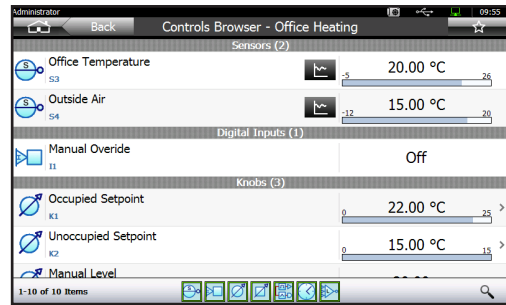 Administrator 09:55
Back Controls Browser - Office Heating
Sensors (2)
Office Temperature
S3
-5 20.00 °C 26
Outside Air
S4
-12 15.00 °C 20
Digital Inputs (1)
Manual Overide
I1
Off
Knobs (3)
Occupied Setpoint
K1
0 22.00 °C 25
Unoccupied Setpoint
K2
0 15.00 °C 15
Manual Level
1-10 of 10 Items